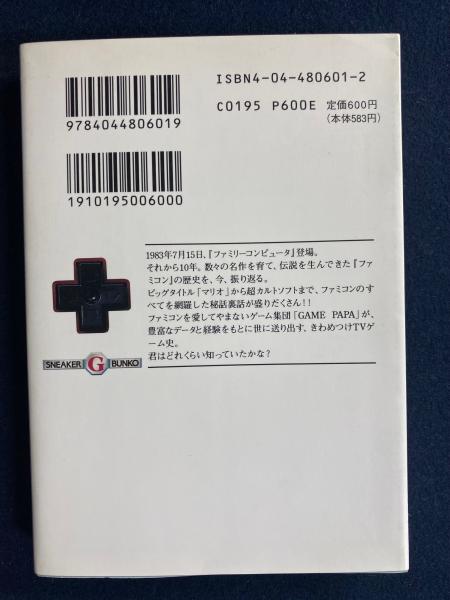 ISBN4-04-480601-2
C0195 P600E 定価600円
(本体583円)
9784044806019
1910195006000
1983年7月15日、『ファミリーコンピュータ』登場。
それから10年。数々の名作を育て、伝説を生んできた『ファ
ミコン』の歴史を、今、振り返る。
ビッグタイトル「マリオ」から超カルトソフトまで、ファミコンのす
べてを網羅した秘話裏話が盛りだくさん!!
ファミコンを愛してやまないゲーム集団「GAME PAPA」が、
豊富なデータと経験をもとに世に送り出す、きわめつけTVゲ
ーム史。
君はどれくらい知っていたかな?
SNEAKER G BUNKO